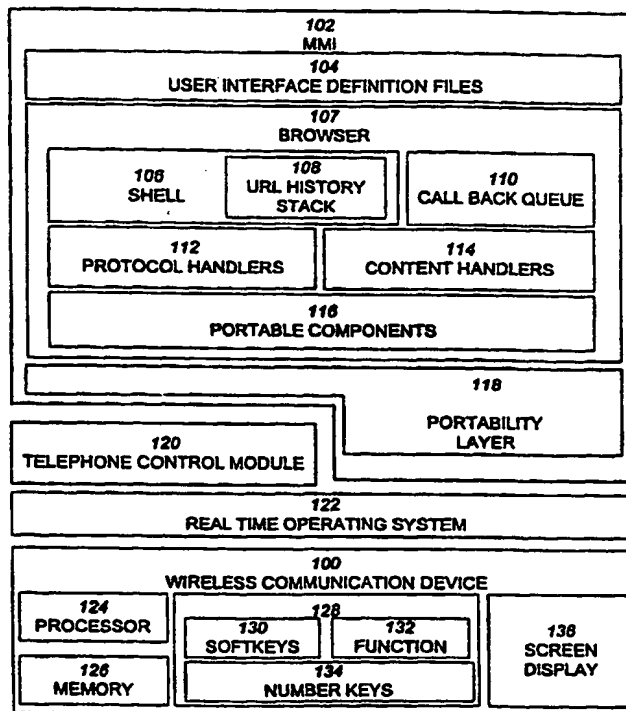 102
MMI
104
USER INTERFACE DEFINITION FILES
107
BROWSER
106
SHELL
108
URL HISTORY
STACK
110
CALL BACK QUEUE
112
PROTOCOL HANDLERS
114
CONTENT HANDLERS
116
PORTABLE COMPONENTS
118
PORTABILITY
LAYER
120
TELEPHONE CONTROL MODULE
122
REAL TIME OPERATING SYSTEM
100
WIRELESS COMMUNICATION DEVICE
124
PROCESSOR
126
MEMORY
128
130
SOFTKEYS
132
FUNCTION
134
NUMBER KEYS
136
SCREEN
DISPLAY